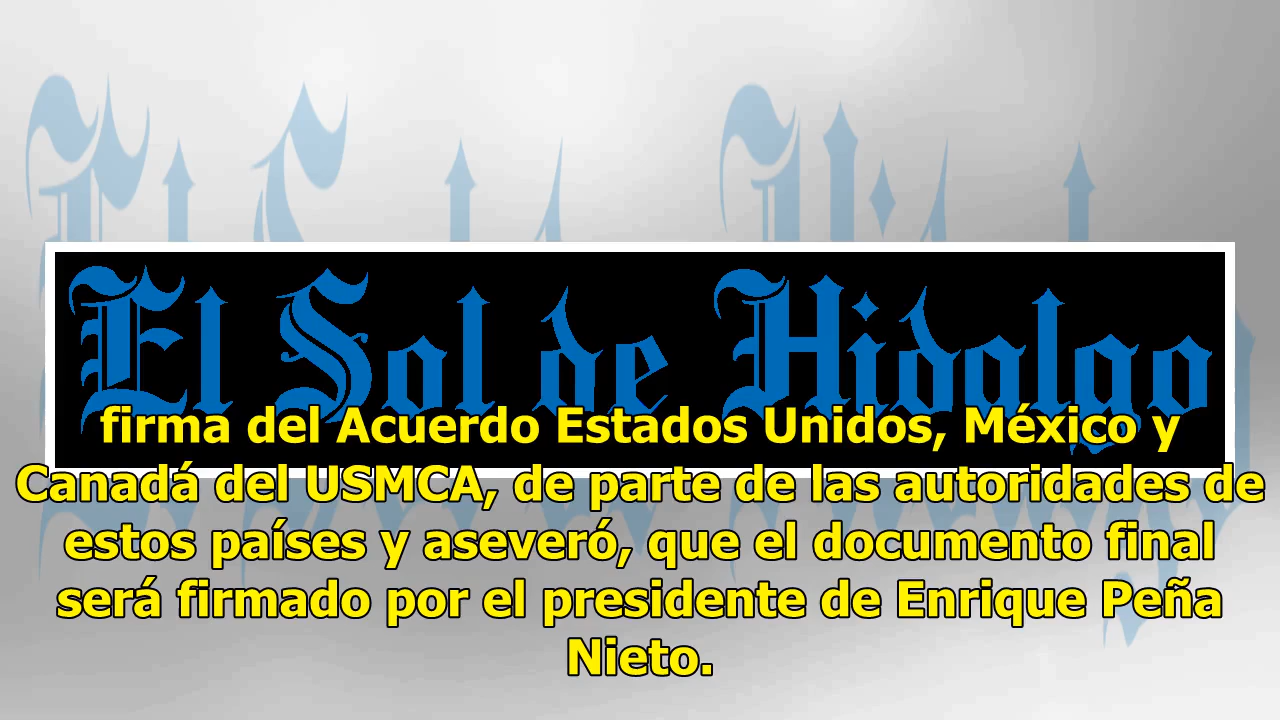 El Sol de Hidalgo
firma del Acuerdo Estados Unidos, México y
Canadá del USMCA, de parte de las autoridades de
estos países y aseveró, que el documento final
será firmado por el presidente de Enrique Peña
Nieto.